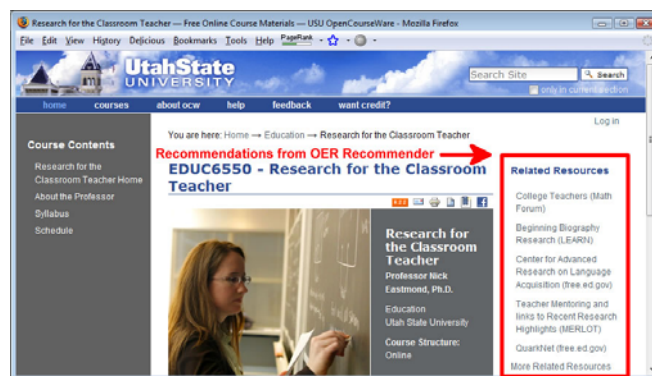 Research for the Classroom Teacher — Free Online Course Materials — USU OpenCourseWare - Mozilla Firefox
File Edit View History Delicious Bookmarks Tools Help PageRank
UtahState
UNIVERSITY
Search Site
Search
only in current section
home courses about ocw help feedback want credit?
Log in
You are here: Home → Education → Research for the Classroom Teacher
Recommendations from OER Recommender
Course Contents
Research for the
Classroom Teacher Home
About the Professor
Syllabus
Schedule
EDUC6550 - Research for the Classroom
Teacher
Research for
the Classroom
Teacher
Professor Nick
Eastmond, Ph.D.
Education
Utah State University
Course Structure:
Online
Related Resources
College Teachers (Math
Forum)
Beginning Biography
Research (LEARN)
Center for Advanced
Research on Language
Acquisition (free.ed.gov)
Teacher Mentoring and
links to Recent Research
Highlights (MERLOT)
QuarkNet (free.ed.gov)
More Related Resources